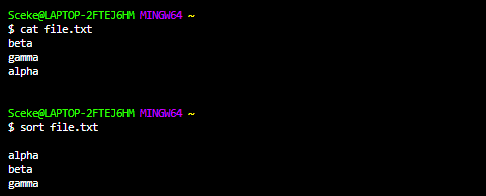 Sceke@LAPTOP-2FTEJ6HM MINGW64 ~
$ cat file.txt
beta
gamma
alpha
Sceke@LAPTOP-2FTEJ6HM MINGW64 ~
$ sort file.txt
alpha
beta
gamma